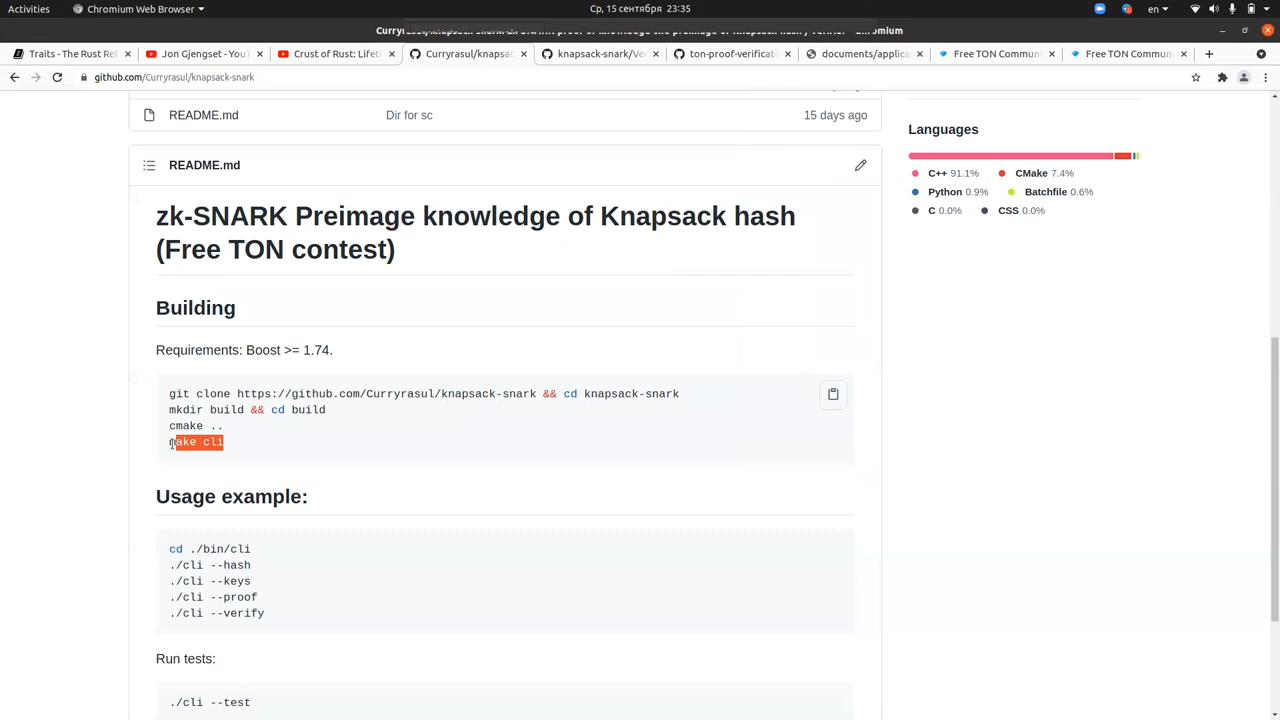 Activities
Chromium Web Browser
Ср, 15 сентября 23:35
en
Traits - The Rust Ref
Jon Gjengset - YouT
Crust of Rust: Lifeti
Curryrasul/knapsac
knapsack-snark/Ve
ton-proof-verificati
documents/applica
Free TON Commun
Free TON Commun
github.com/Curryrasul/knapsack-snark
README.md
Dir for sc
15 days ago
Languages
README.md
C++ 91.1%
CMake 7.4%
Python 0.9%
Batchfile 0.6%
C 0.0%
CSS 0.0%
zk-SNARK Preimage knowledge of Knapsack hash
(Free TON contest)
Building
Requirements: Boost >= 1.74.
git clone https://github.com/Curryrasul/knapsack-snark && cd knapsack-snark
mkdir build && cd build
cmake ..
make cli
Usage example:
cd ./bin/cli
./cli --hash
./cli --keys
./cli --proof
./cli --verify
Run tests:
./cli --test